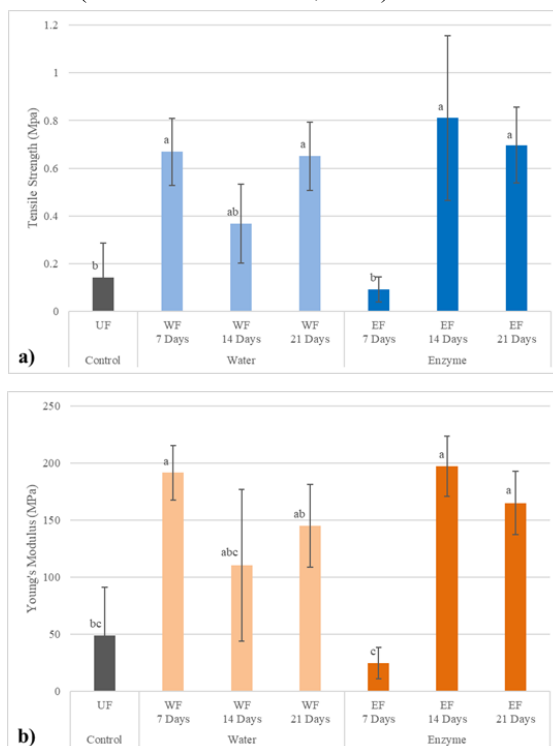 1.2
1
0.8
0.6
0.4
0.2
0
Tensile Strength (Mpa)
b
a
ab
a
b
a
a
UF WF WF WF EF EF EF
7 Days 14 Days 21 Days 7 Days 14 Days 21 Days
Control Water Enzyme
a)
250
200
150
100
50
0
Young's Modulus (MPa)
bc
a
abc
ab
c
a
a
UF WF WF WF EF EF EF
7 Days 14 Days 21 Days 7 Days 14 Days 21 Days
Control Water Enzyme
b)